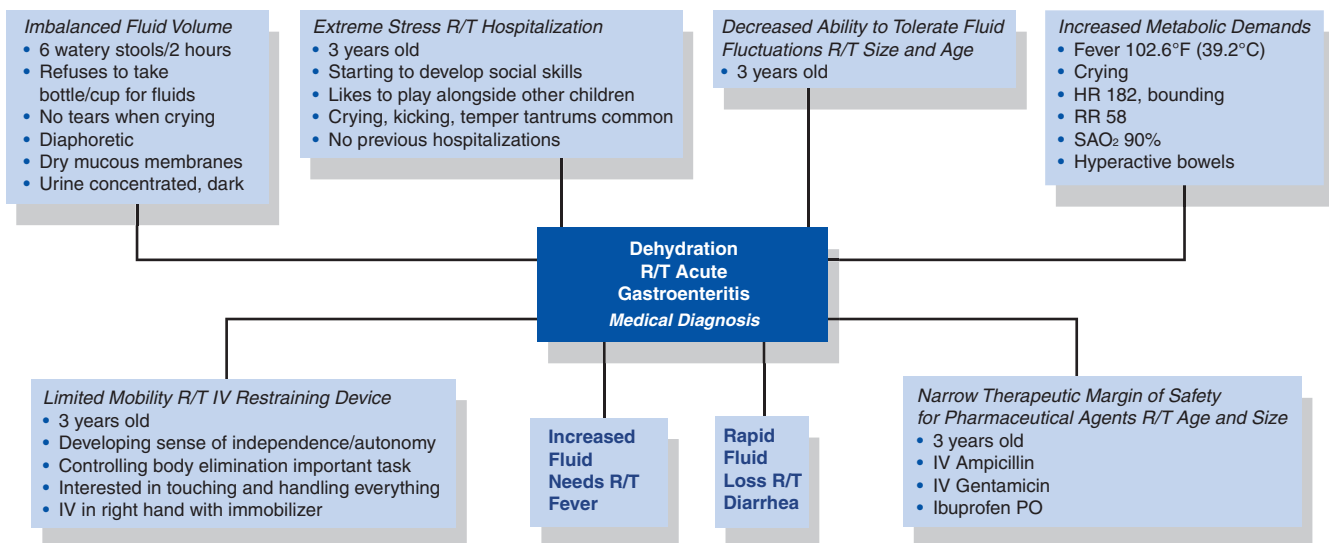 Imbalanced Fluid Volume
• 6 watery stools/2 hours
• Refuses to take
bottle/cup for fluids
• No tears when crying
• Diaphoretic
• Dry mucous membranes
• Urine concentrated, dark
Extreme Stress R/T Hospitalization
• 3 years old
• Starting to develop social skills
• Likes to play alongside other children
• Crying, kicking, temper tantrums common
• No previous hospitalizations
Decreased Ability to Tolerate Fluid
Fluctuations R/T Size and Age
• 3 years old
Increased Metabolic Demands
• Fever 102.6°F (39.2°C)
• Crying
• HR 182, bounding
• RR 58
• SAO₂ 90%
• Hyperactive bowels
Dehydration
R/T Acute
Gastroenteritis
Medical Diagnosis
Limited Mobility R/T IV Restraining Device
• 3 years old
• Developing sense of independence/autonomy
• Controlling body elimination important task
• Interested in touching and handling everything
• IV in right hand with immobilizer
Increased
Fluid
Needs R/T
Fever
Rapid
Fluid
Loss R/T
Diarrhea
Narrow Therapeutic Margin of Safety
for Pharmaceutical Agents R/T Age and Size
• 3 years old
• IV Ampicillin
• IV Gentamicin
• Ibuprofen PO